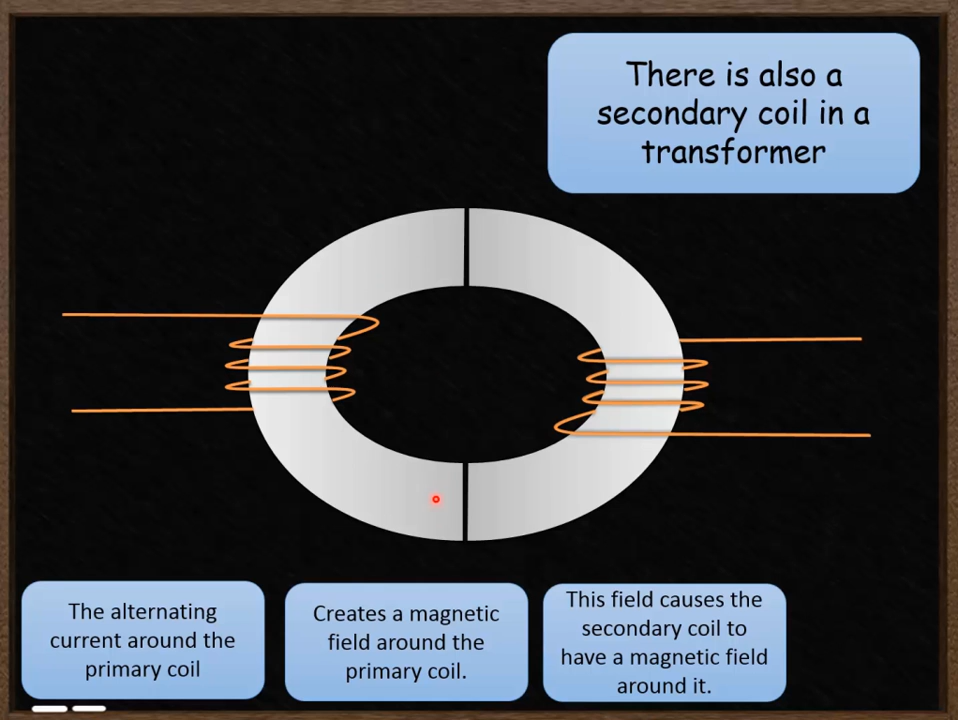 There is also a
secondary coil in a
transformer
The alternating
current around the
primary coil
Creates a magnetic
field around the
primary coil.
This field causes the
secondary coil to
have a magnetic field
around it.